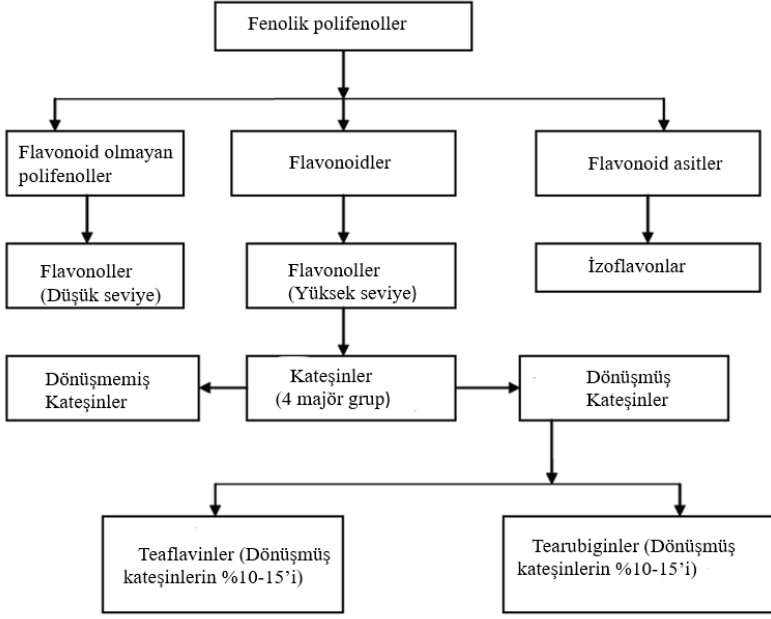 Fenolik polifenoller
Flavonoid olmayan
polifenoller
Flavonoidler
Flavonoid asitler
Flavonoller
(Düşük seviye)
Flavonoller
(Yüksek seviye)
İzoflavonlar
Dönüşmemiş
Kateşinler
Kateşinler
(4 majör grup)
Dönüşmüş
Kateşinler
Teaflavinler (Dönüşmüş
kateşinlerin %10-15’i)
Tearubiginler (Dönüşmüş
kateşinlerin %10-15’i)